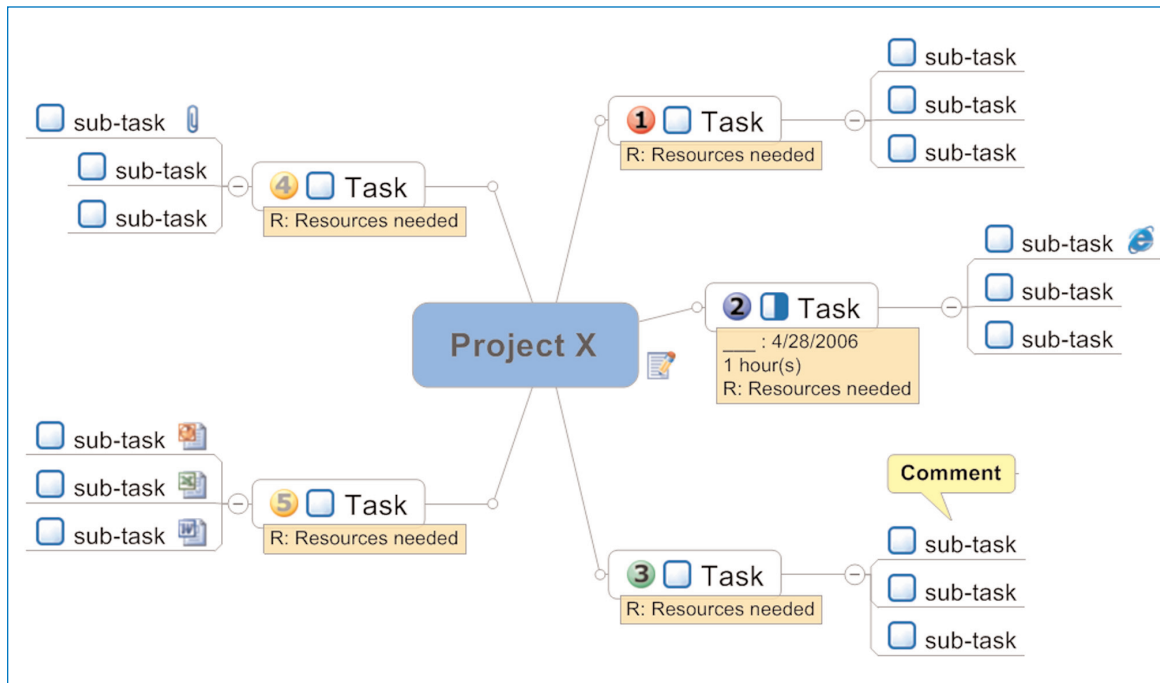 Project X
1 Task
R: Resources needed
sub-task
sub-task
sub-task
2 Task
___ : 4/28/2006
1 hour(s)
R: Resources needed
sub-task
sub-task
sub-task
3 Task
R: Resources needed
Comment
sub-task
sub-task
sub-task
4 Task
R: Resources needed
sub-task
sub-task
sub-task
5 Task
R: Resources needed
sub-task
sub-task
sub-task